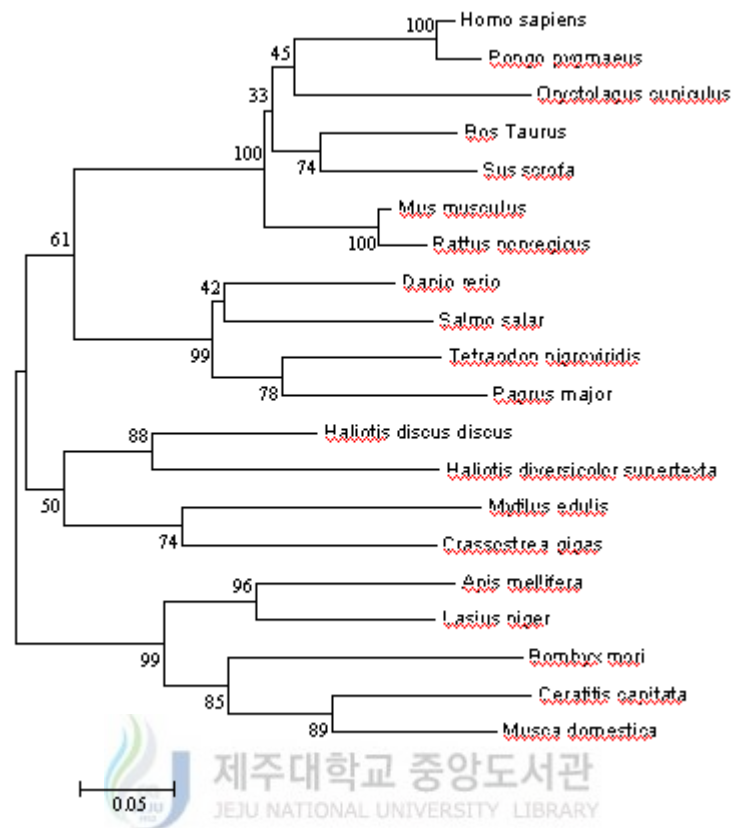 100
Homo sapiens
Pongo pygmaeus
45
Oryctolagus cuniculus
33
Bos Taurus
74
Sus scrofa
100
Mus musculus
100
Rattus norvegicus
61
Danio rerio
42
Salmo salar
99
Tetraodon nigroviridis
78
Pagrus major
88
Haliotis discus discus
Haliotis diversicolor supertexta
50
Mytilus edulis
74
Crassostrea gigas
96
Apis mellifera
Lasius niger
99
Bombyx mori
85
Ceratitis capitata
89
Musca domestica
0.05
제주대학교 중앙도서관
JEJU NATIONAL UNIVERSITY LIBRARY